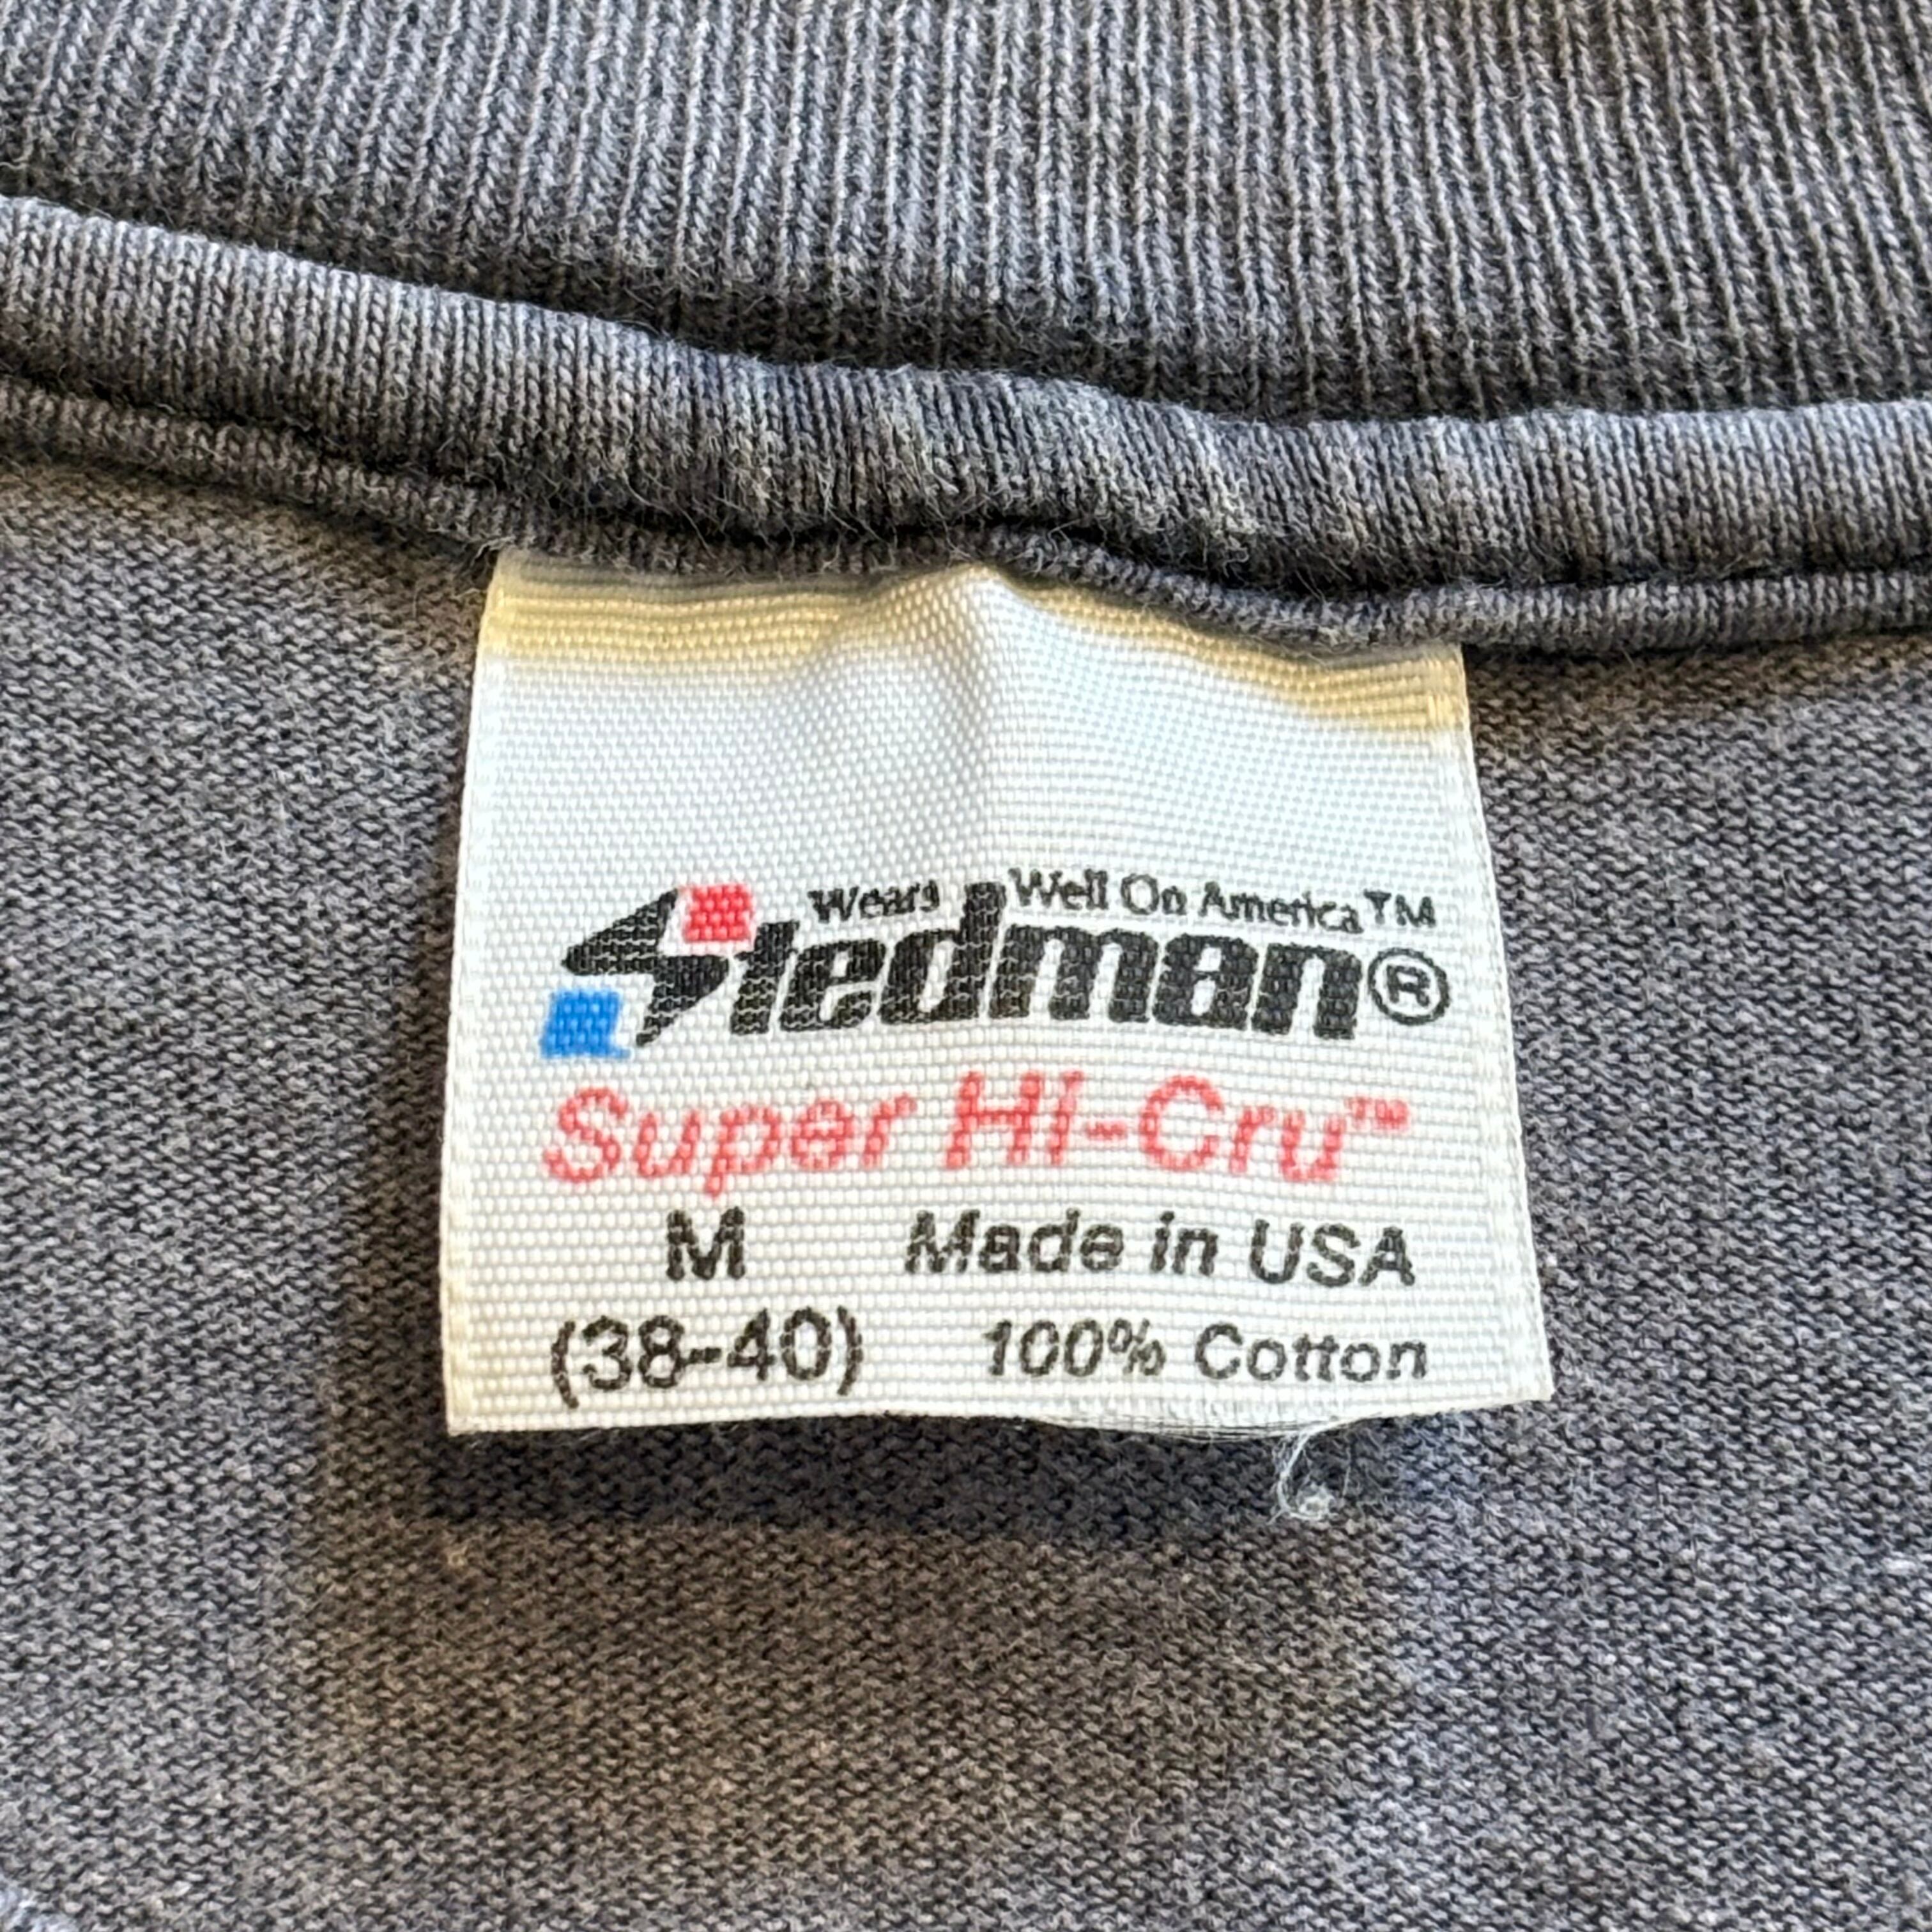 Wears Well On America™
Stedman®
Super Hi-Cru™
M Made in USA
(38-40) 100% Cotton